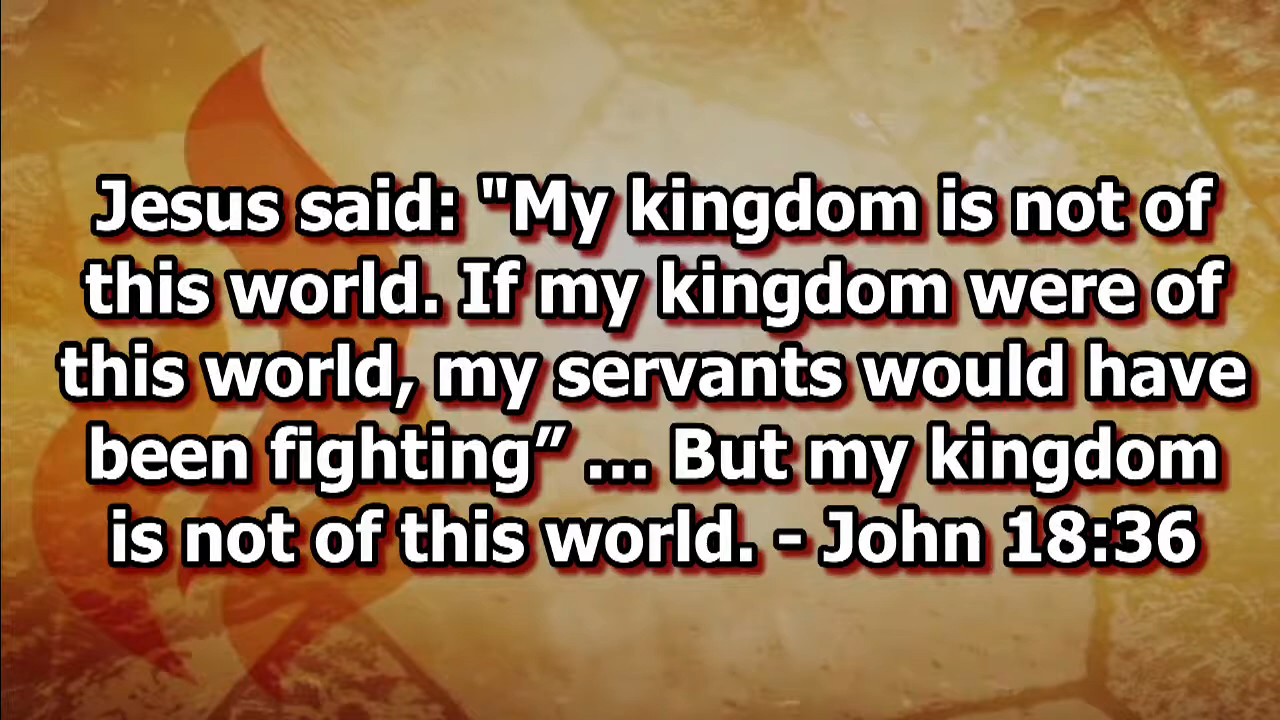 Jesus said: "My kingdom is not of
this world. If my kingdom were of
this world, my servants would have
been fighting” ... But my kingdom
is not of this world. - John 18:36